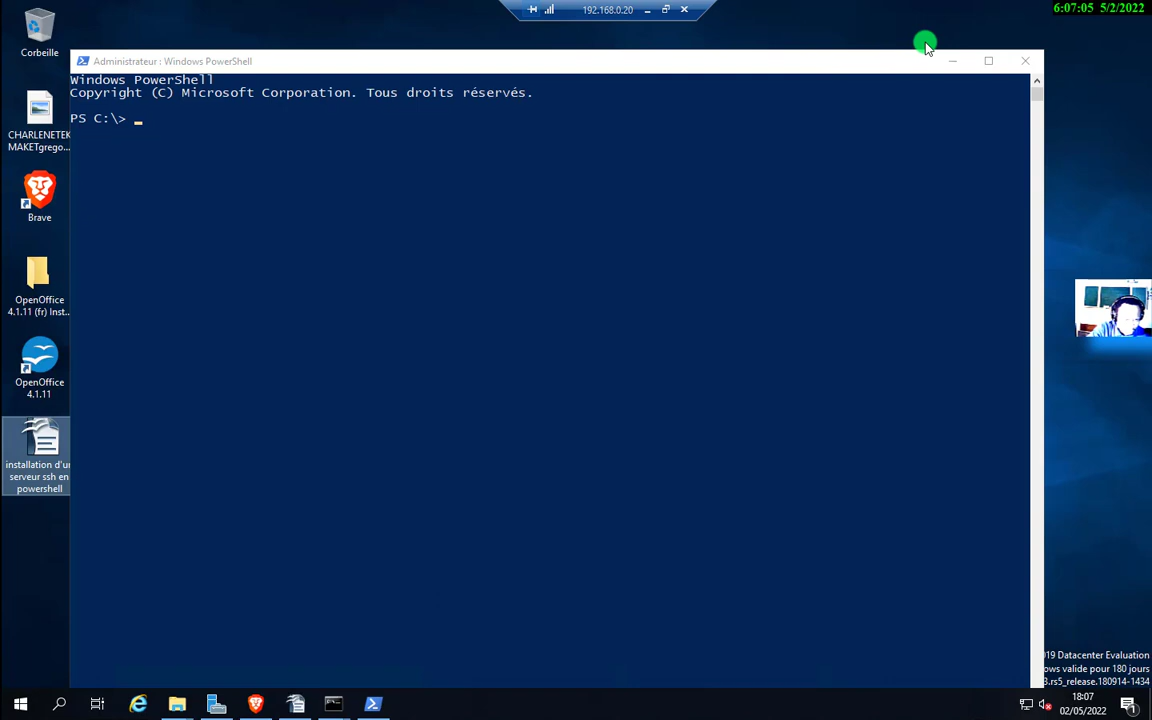 192.168.0.20
6:07:05 5/2/2022
Corbeille
Administrateur : Windows PowerShell
Windows PowerShell
Copyright (C) Microsoft Corporation. Tous droits réservés.
PS C:\>
CHARLENETEK
MAKETgrego...
Brave
OpenOffice
4.1.11 (fr) Inst...
OpenOffice
4.1.11
installation d'un
serveur ssh en
powershell
19 Datacenter Evaluation
ows valide pour 180 jours
3.rs5_release.180914-1434
18:07
02/05/2022
1